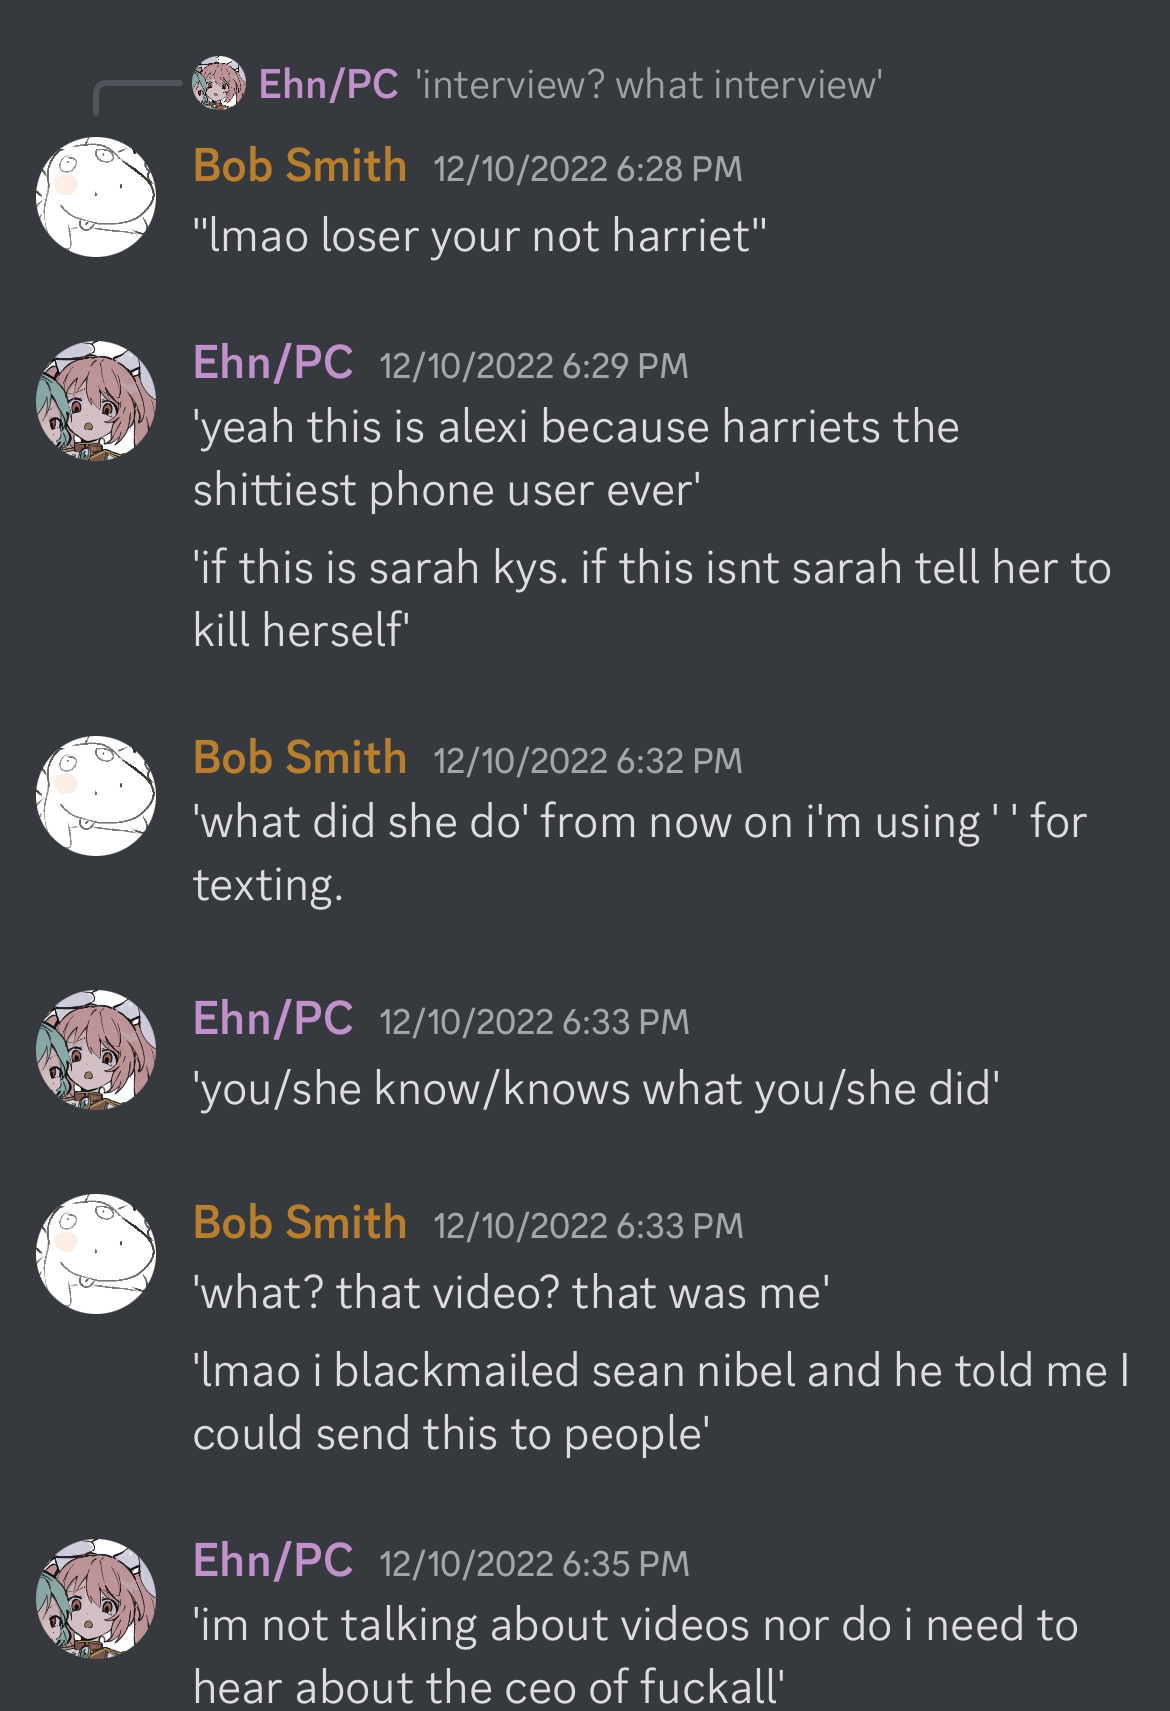 Ehn/PC 'interview? what interview'
Bob Smith 12/10/2022 6:28 PM
"lmao loser your not harriet"
Ehn/PC 12/10/2022 6:29 PM
'yeah this is alexi because harriets the
shittiest phone user ever'
'if this is sarah kys. if this isnt sarah tell her to
kill herself'
Bob Smith 12/10/2022 6:32 PM
'what did she do' from now on i'm using ' ' for
texting.
Ehn/PC 12/10/2022 6:33 PM
'you/she know/knows what you/she did'
Bob Smith 12/10/2022 6:33 PM
'what? that video? that was me'
'lmao i blackmailed sean nibel and he told me I
could send this to people'
Ehn/PC 12/10/2022 6:35 PM
'im not talking about videos nor do i need to
hear about the ceo of fuckall'